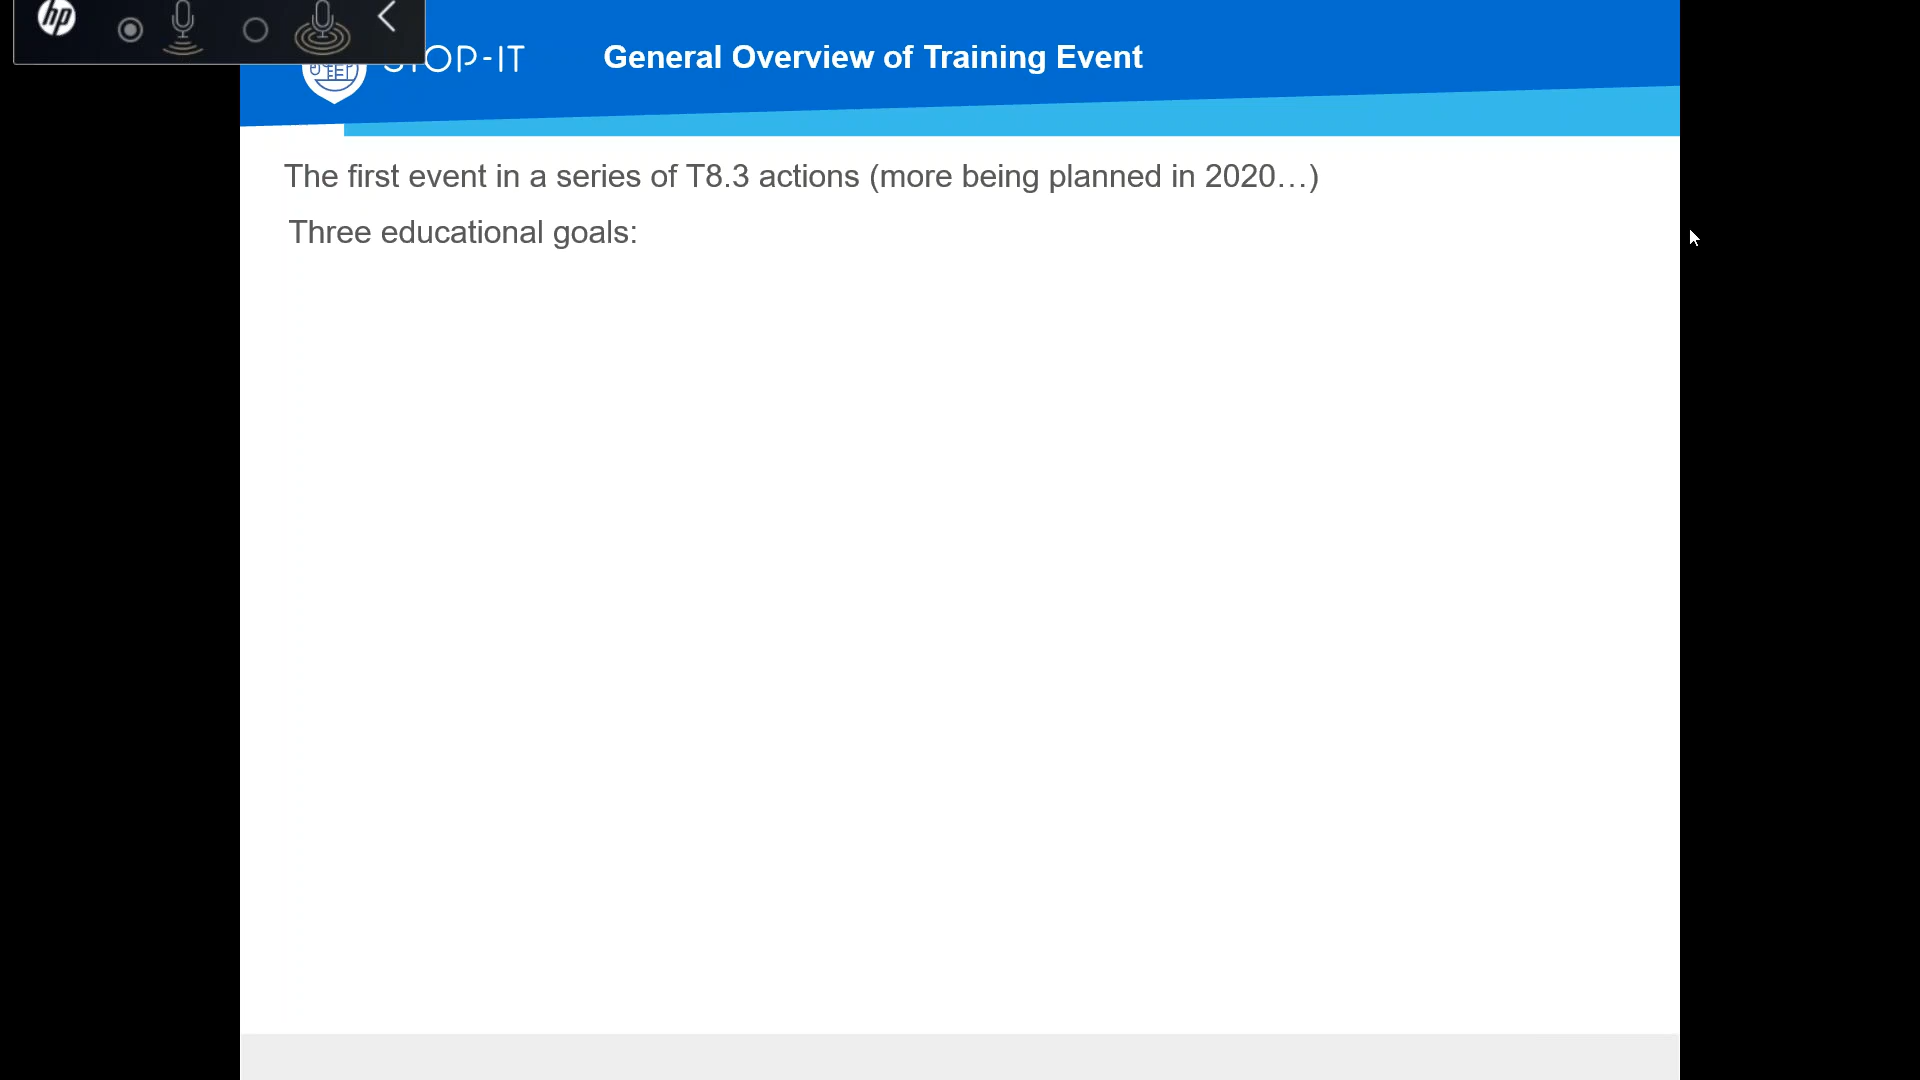 hp
STOP-IT
General Overview of Training Event
The first event in a series of T8.3 actions (more being planned in 2020…)
Three educational goals: